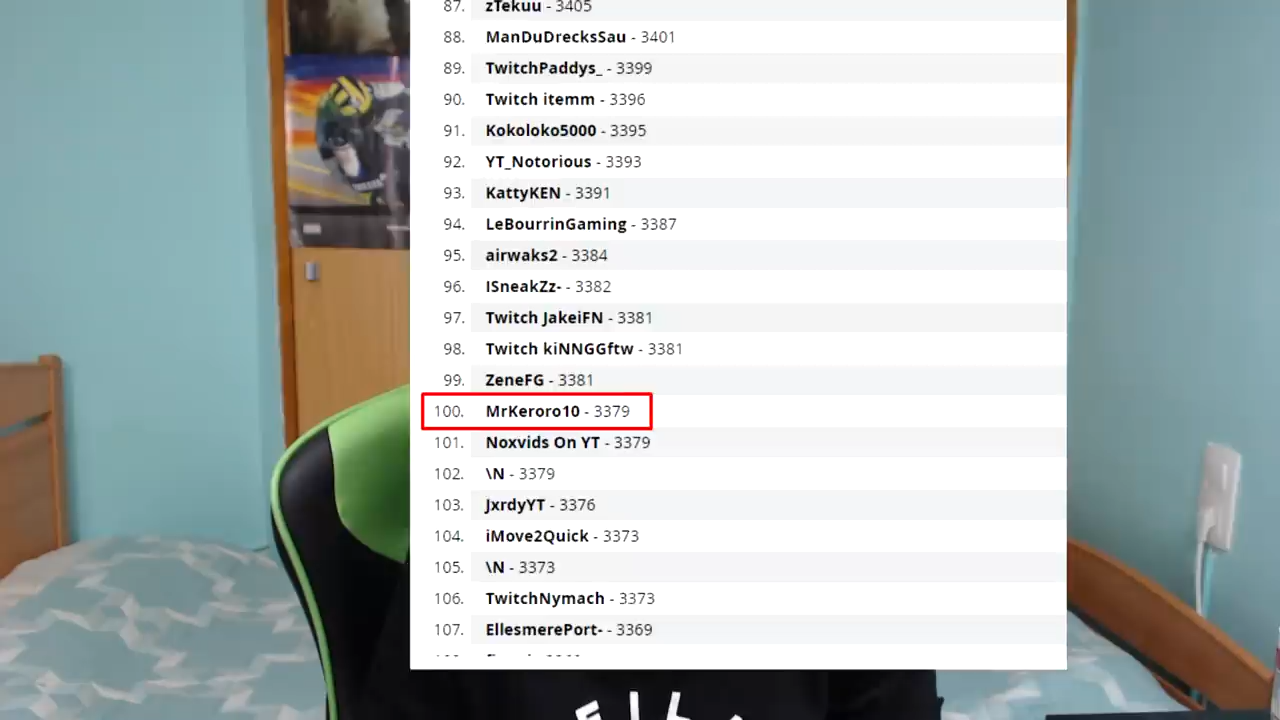 87. zTekuu - 3405
88. ManDuDrecksSau - 3401
89. TwitchPaddys_ - 3399
90. Twitch itemm - 3396
91. Kokoloko5000 - 3395
92. YT_Notorious - 3393
93. KattyKEN - 3391
94. LeBourrinGaming - 3387
95. airwaks2 - 3384
96. ISneakZz- - 3382
97. Twitch JakeiFN - 3381
98. Twitch kiNNGGftw - 3381
99. ZeneFG - 3381
100. MrKeroro10 - 3379
101. Noxvids On YT - 3379
102. \N - 3379
103. JxrdyYT - 3376
104. iMove2Quick - 3373
105. \N - 3373
106. TwitchNymach - 3373
107. EllesmerePort- - 3369